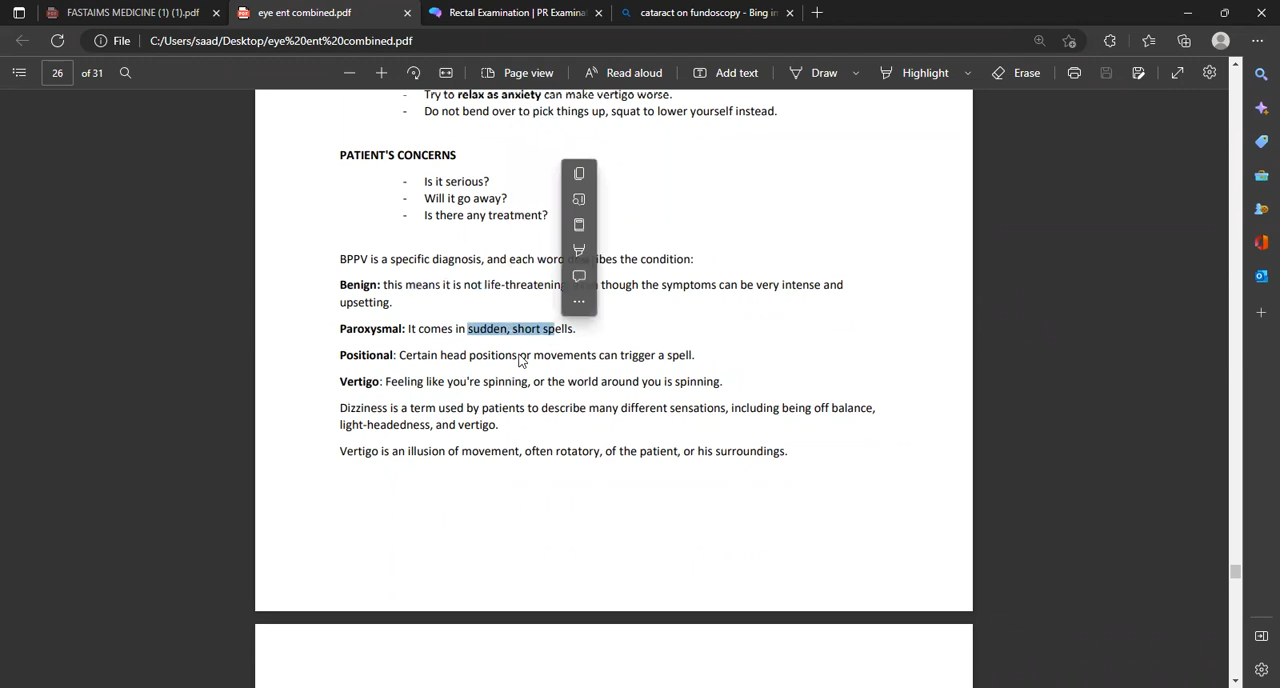 FASTAIMS MEDICINE (1) (1).pdf
eye ent combined.pdf
Rectal Examination | PR Examina
cataract on fundoscopy - Bing in
File
C:/Users/saad/Desktop/eye%20ent%20combined.pdf
26 of 31
Page view
Read aloud
Add text
Draw
Highlight
Erase
- Try to relax as anxiety can make vertigo worse.
- Do not bend over to pick things up, squat to lower yourself instead.
PATIENT'S CONCERNS
- Is it serious?
- Will it go away?
- Is there any treatment?
BPPV is a specific diagnosis, and each word ibes the condition:
Benign: this means it is not life-threatening though the symptoms can be very intense and
upsetting.
Paroxysmal: It comes in sudden, short spells.
Positional: Certain head positions or movements can trigger a spell.
Vertigo: Feeling like you're spinning, or the world around you is spinning.
Dizziness is a term used by patients to describe many different sensations, including being off balance,
light-headedness, and vertigo.
Vertigo is an illusion of movement, often rotatory, of the patient, or his surroundings.